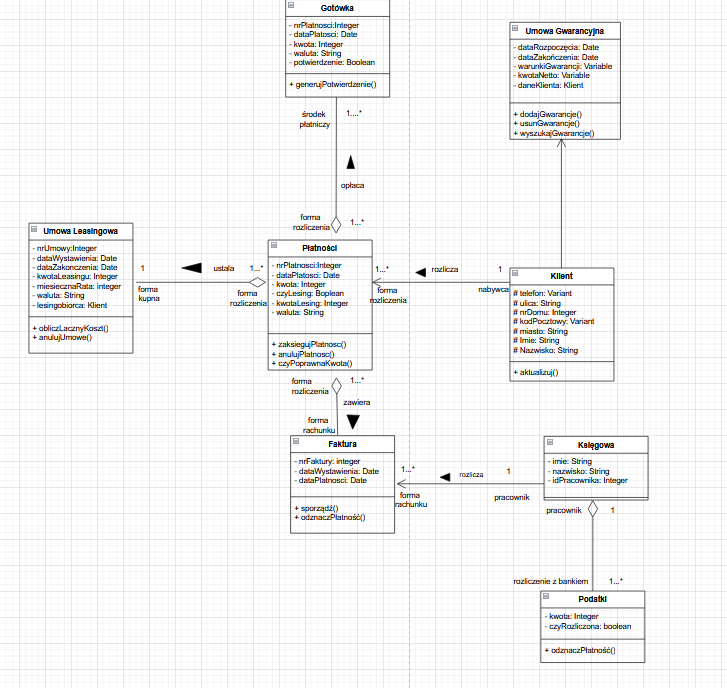 Gotówka
- nrPlatnosci:Integer
- dataPlatosci: Date
- kwota: Integer
- waluta: String
- potwierdzenie: Boolean
+ generujPotwierdzenie()
Umowa Gwarancyjna
- dataRozpoczęcia: Date
- dataZakończenia: Date
- warunkiGwarancji: Variable
- kwotaNetto: Variable
- daneKlienta: Klient
+ dodajGwarancje()
+ usunGwarancje()
+ wyszukajGwarancje()
środek
płatniczy
1....*
opłaca
forma
rozliczenia
1...*
Umowa Leasingowa
- nrUmowy:Integer
- dataWystawienia: Date
- dataZakonczenia: Date
- kwotaLeasingu: Integer
- miesiecznaRata: integer
- waluta: String
- lesingobiorca: Klient
+ obliczLacznyKoszt()
+ anulujUmowe()
1
ustala
1...*
forma
kupna
forma
rozliczenia
Płatności
- nrPlatnosci:Integer
- dataPlatosci: Date
- kwota: Integer
- czyLesing: Boolean
- kwotaLesing: Integer
- waluta: String
+ zaksiegujPłatnosc()
+ anulujPłatnosc()
+ czyPoprawnaKwota()
1...*
rozlicza
1
forma
rozliczenia
nabywca
Klient
# telefon: Variant
# ulica: String
# nrDomu: Integer
# kodPocztowy: Variant
# miasto: String
# Imie: String
# Nazwisko: String
+ aktualizuj()
forma
rozliczenia
1...*
zawiera
forma
rachunku
Faktura
- nrFaktury: integer
- dataWystawienia: Date
- dataPlatnosci: Date
+ sporządź()
+ odznaczPłatność()
1...*
rozlicza
1
forma
rachunku
pracownik
Księgowa
- imie: String
- nazwisko: String
- idPracownika: Integer
pracownik
1
rozliczenie z bankiem
1...*
Podatki
- kwota: Integer
- czyRozliczona: boolean
+ odznaczPłatność()